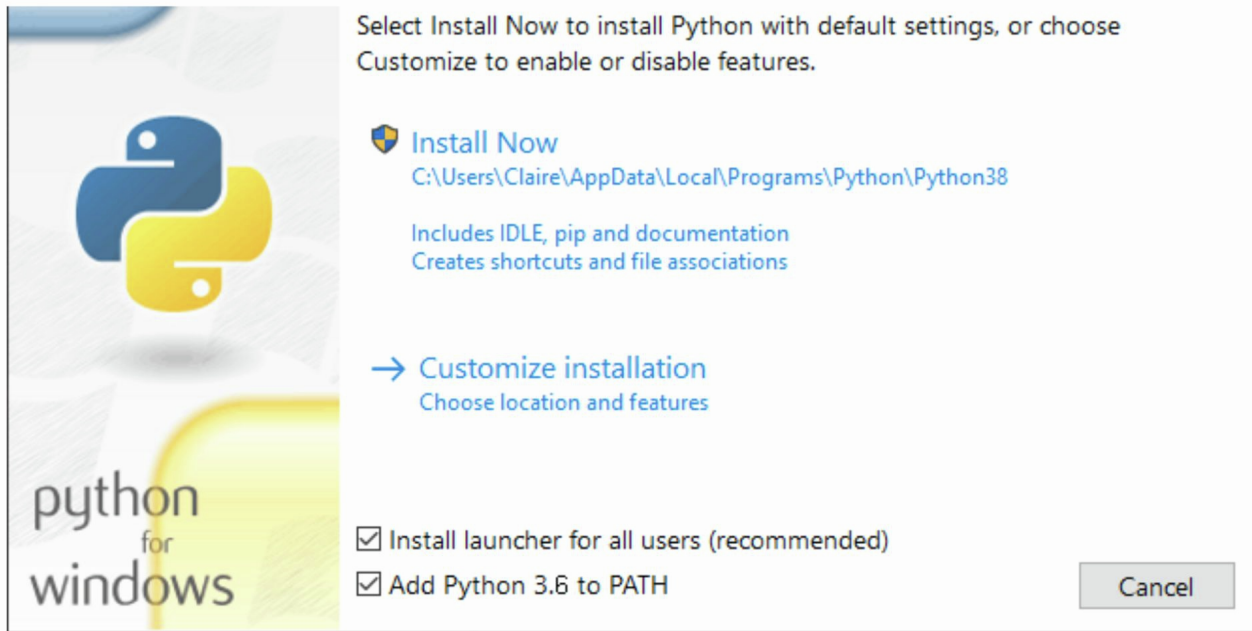 Select Install Now to install Python with default settings, or choose
Customize to enable or disable features.
Install Now
C:\Users\Claire\AppData\Local\Programs\Python\Python38
Includes IDLE, pip and documentation
Creates shortcuts and file associations
Customize installation
Choose location and features
python
for
windows
Install launcher for all users (recommended)
Add Python 3.6 to PATH
Cancel